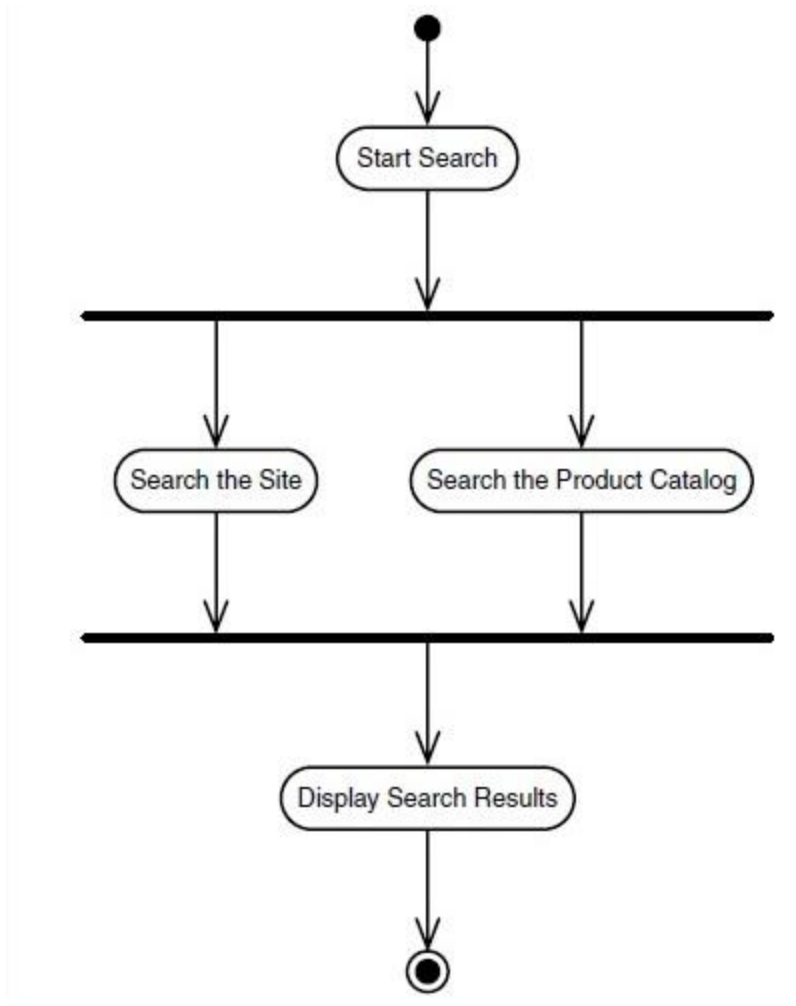 Start Search
Search the Site
Search the Product Catalog
Display Search Results